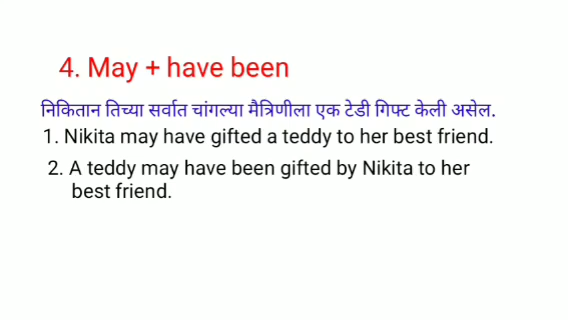 4. May + have been
निकितान तिच्या सर्वात चांगल्या मैत्रिणीला एक टेडी गिफ्ट केली असेल.
1. Nikita may have gifted a teddy to her best friend.
2. A teddy may have been gifted by Nikita to her
best friend.